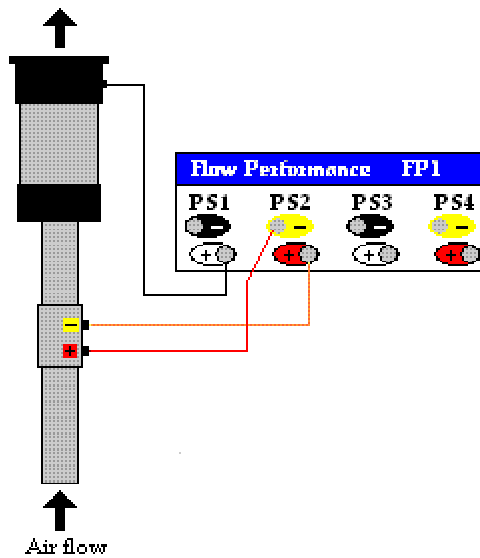 Flow Performance FP1
PS1 PS2 PS3 PS4
− − − −
+ + + +
−
+
Air flow